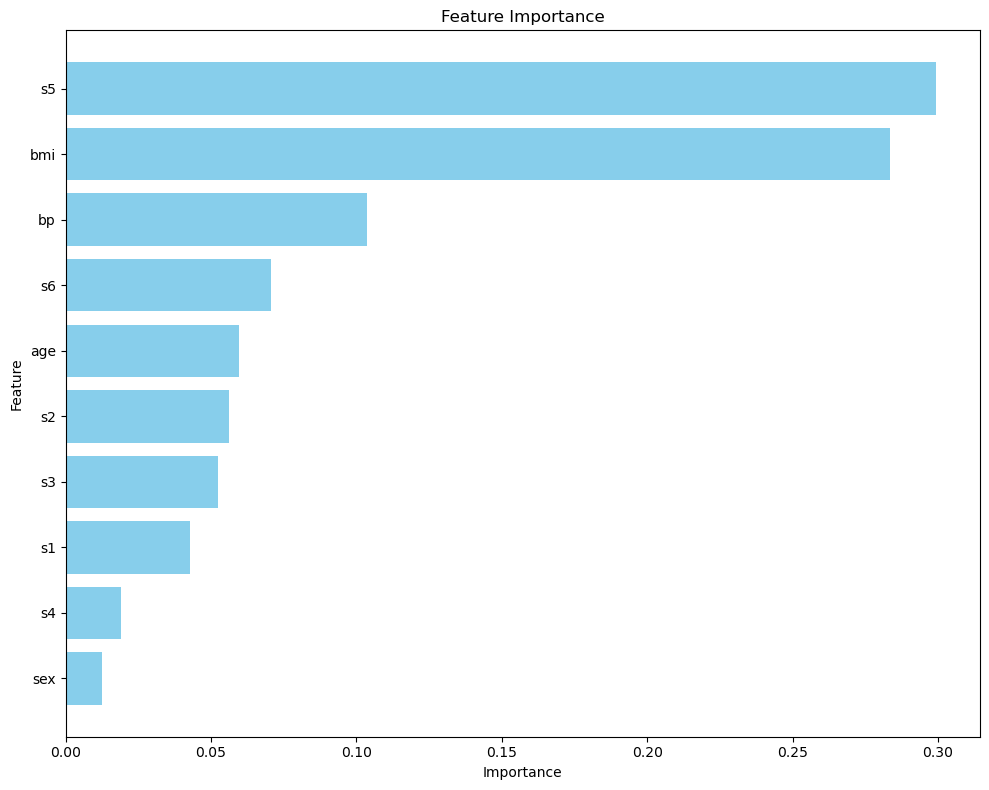 Feature Importance
s5
bmi
bp
s6
age
s2
s3
s1
s4
sex
Feature
0.00 0.05 0.10 0.15 0.20 0.25 0.30
Importance